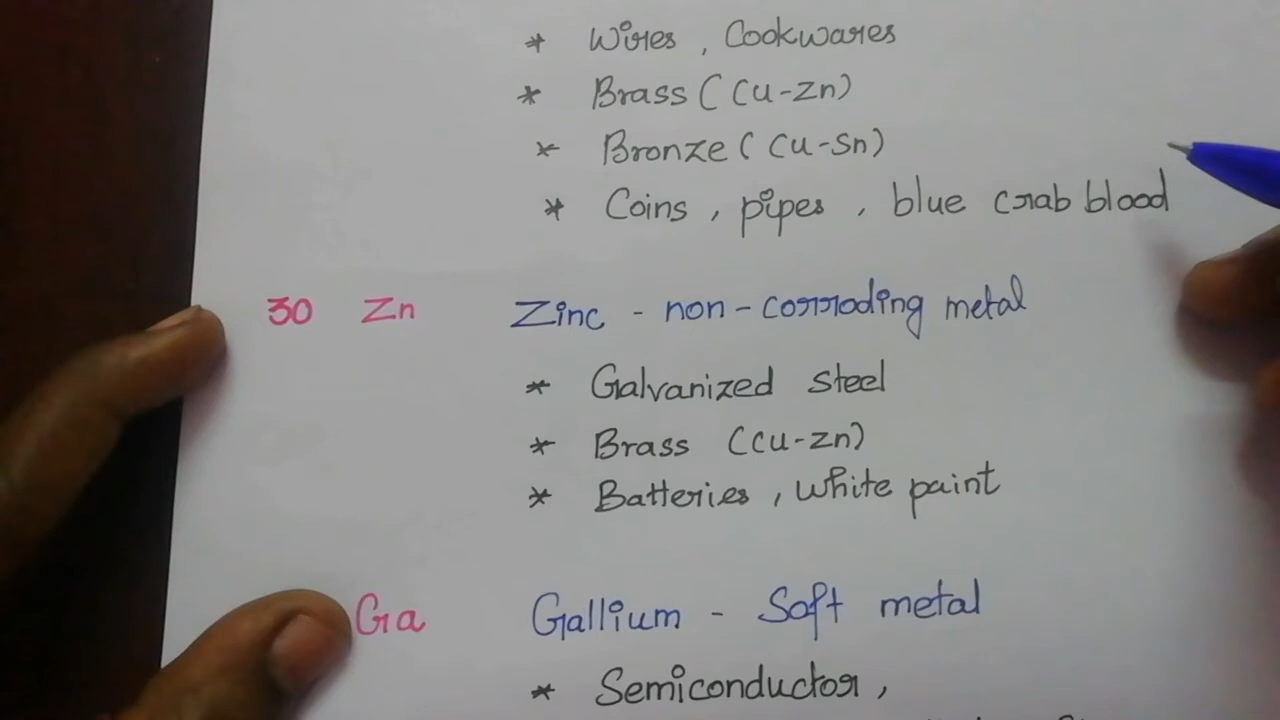 * Wires, Cookwares
* Brass (Cu-Zn)
* Bronze (Cu-Sn)
* Coins, pipes, blue crab blood
30 Zn Zinc - non-corroding metal
* Galvanized steel
* Brass (Cu-Zn)
* Batteries, White paint
Ga Gallium - Soft metal
* Semiconductor,